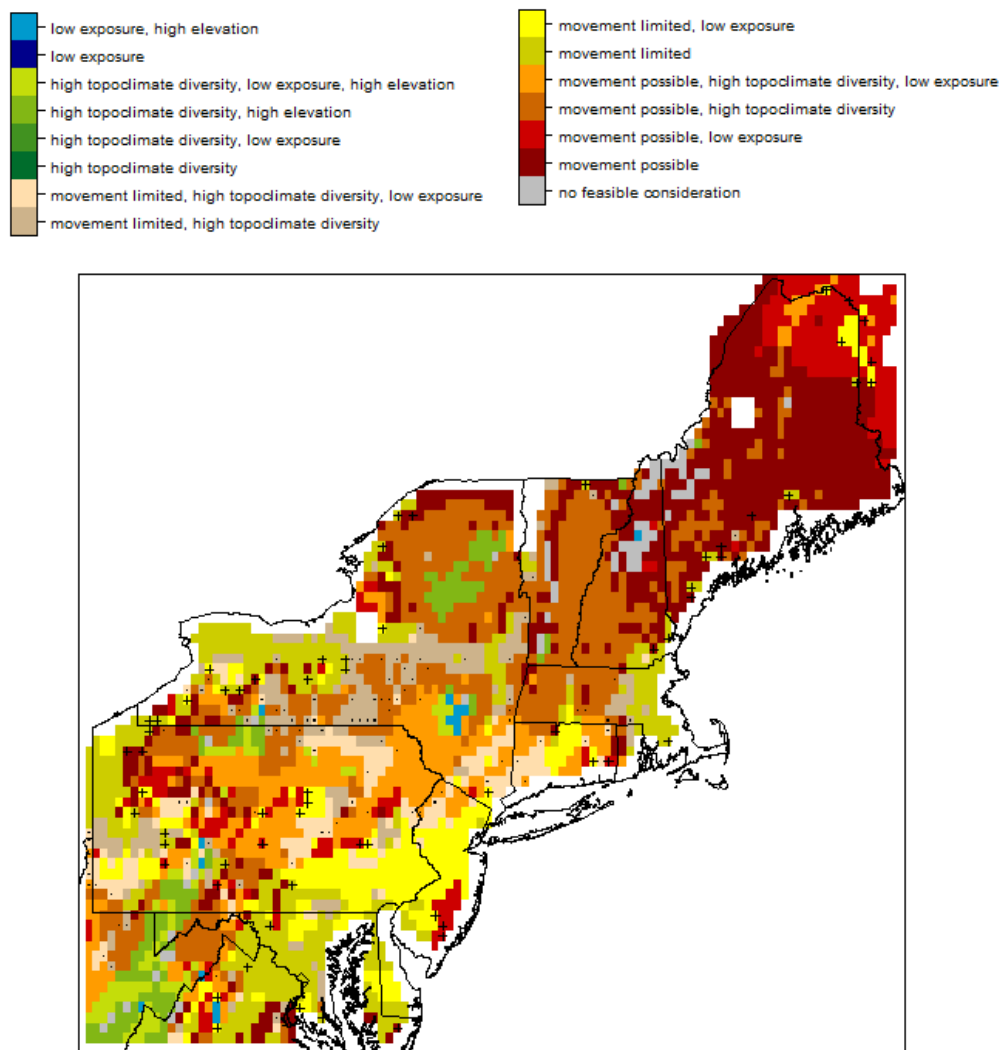 low exposure, high elevation
low exposure
high topoclimate diversity, low exposure, high elevation
high topoclimate diversity, high elevation
high topoclimate diversity, low exposure
high topoclimate diversity
movement limited, high topoclimate diversity, low exposure
movement limited, high topoclimate diversity
movement limited, low exposure
movement limited
movement possible, high topoclimate diversity, low exposure
movement possible, high topoclimate diversity
movement possible, low exposure
movement possible
no feasible consideration